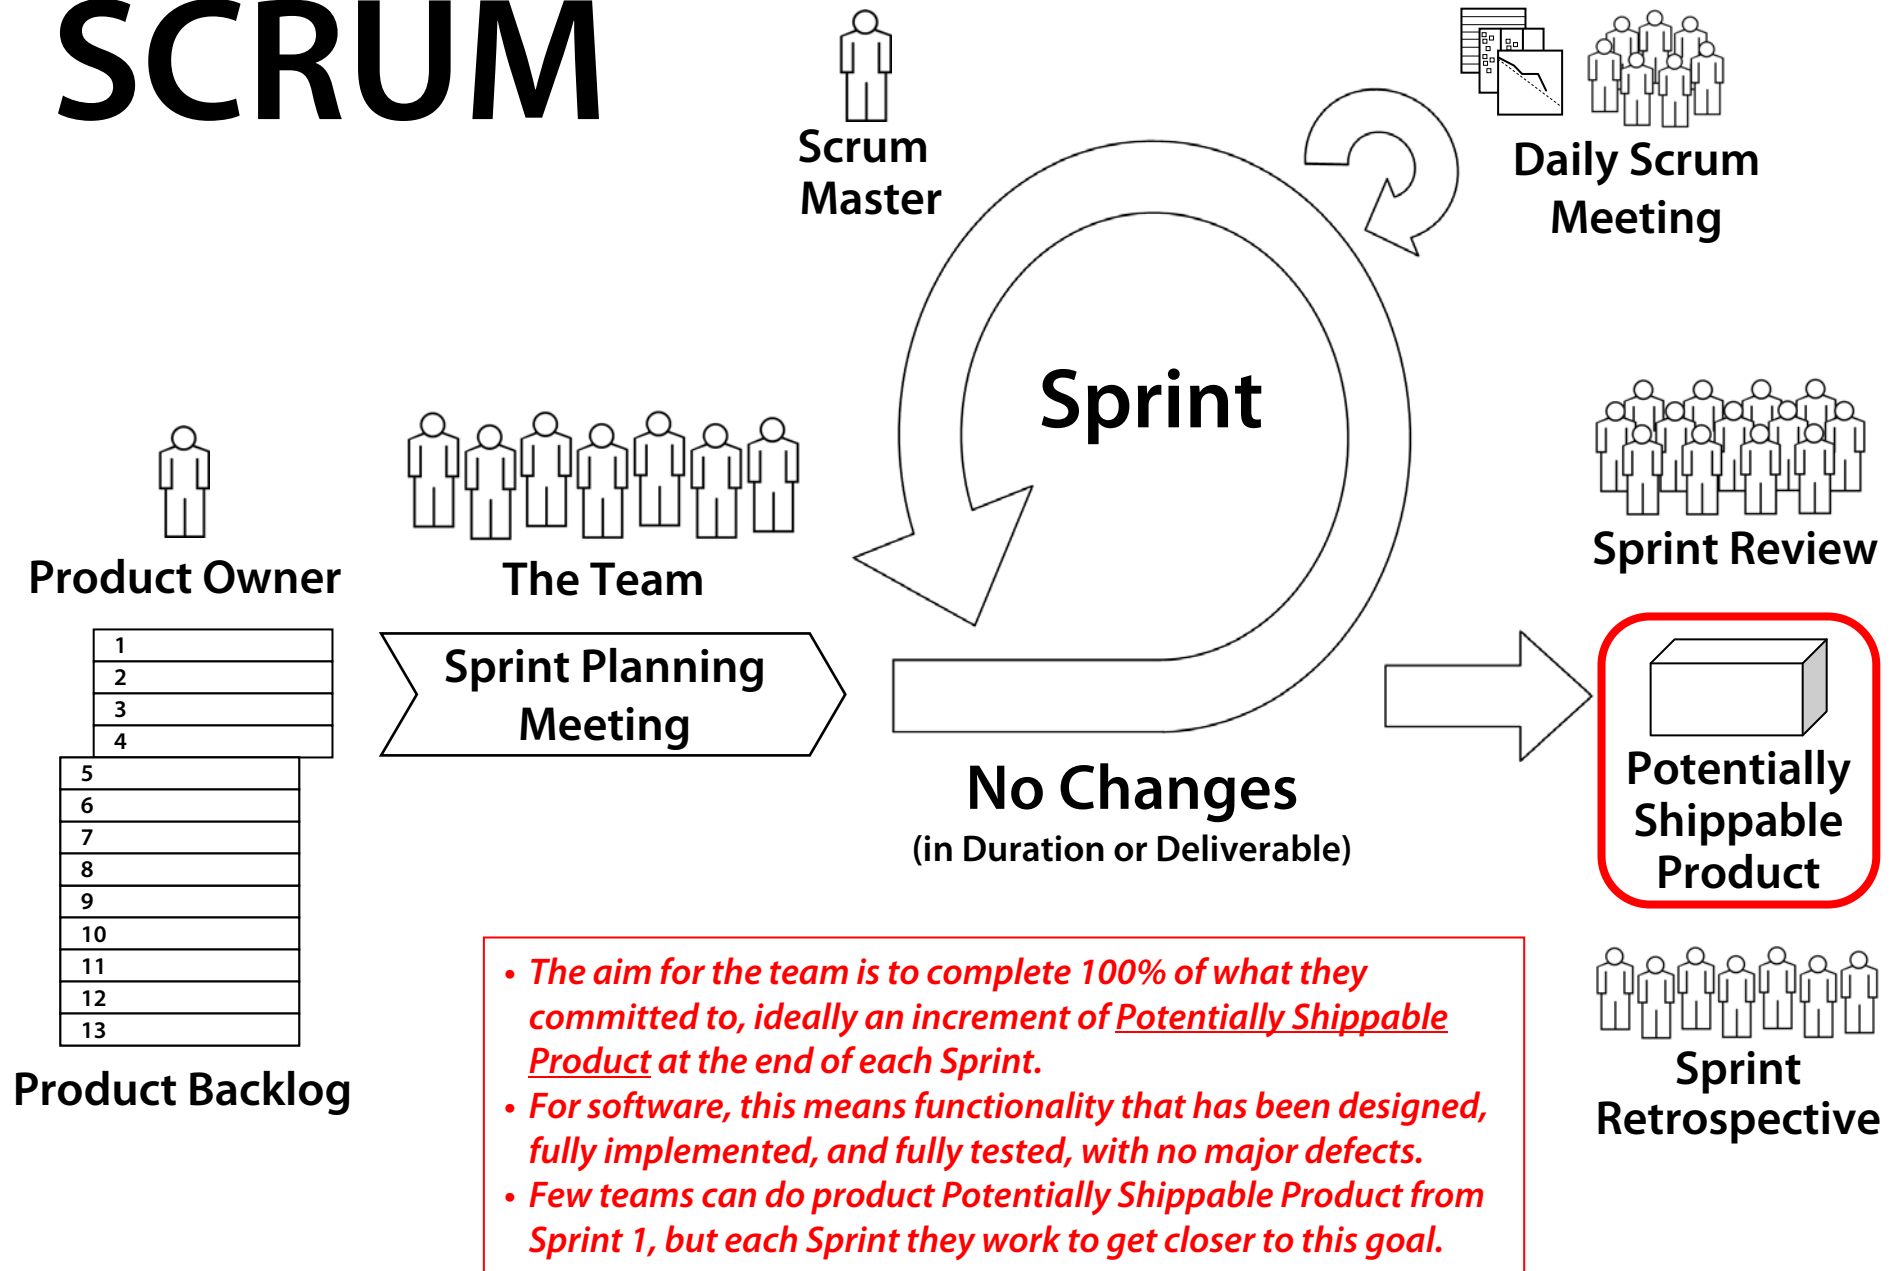 SCRUM
Scrum
Master
Daily Scrum
Meeting
Sprint
Product Owner
The Team
Sprint Review
1
2
3
4
5
6
7
8
9
10
11
12
13
Product Backlog
Sprint Planning
Meeting
No Changes
(in Duration or Deliverable)
Potentially
Shippable
Product
Sprint
Retrospective
• The aim for the team is to complete 100% of what they
committed to, ideally an increment of Potentially Shippable
Product at the end of each Sprint.
• For software, this means functionality that has been designed,
fully implemented, and fully tested, with no major defects.
• Few teams can do product Potentially Shippable Product from
Sprint 1, but each Sprint they work to get closer to this goal.